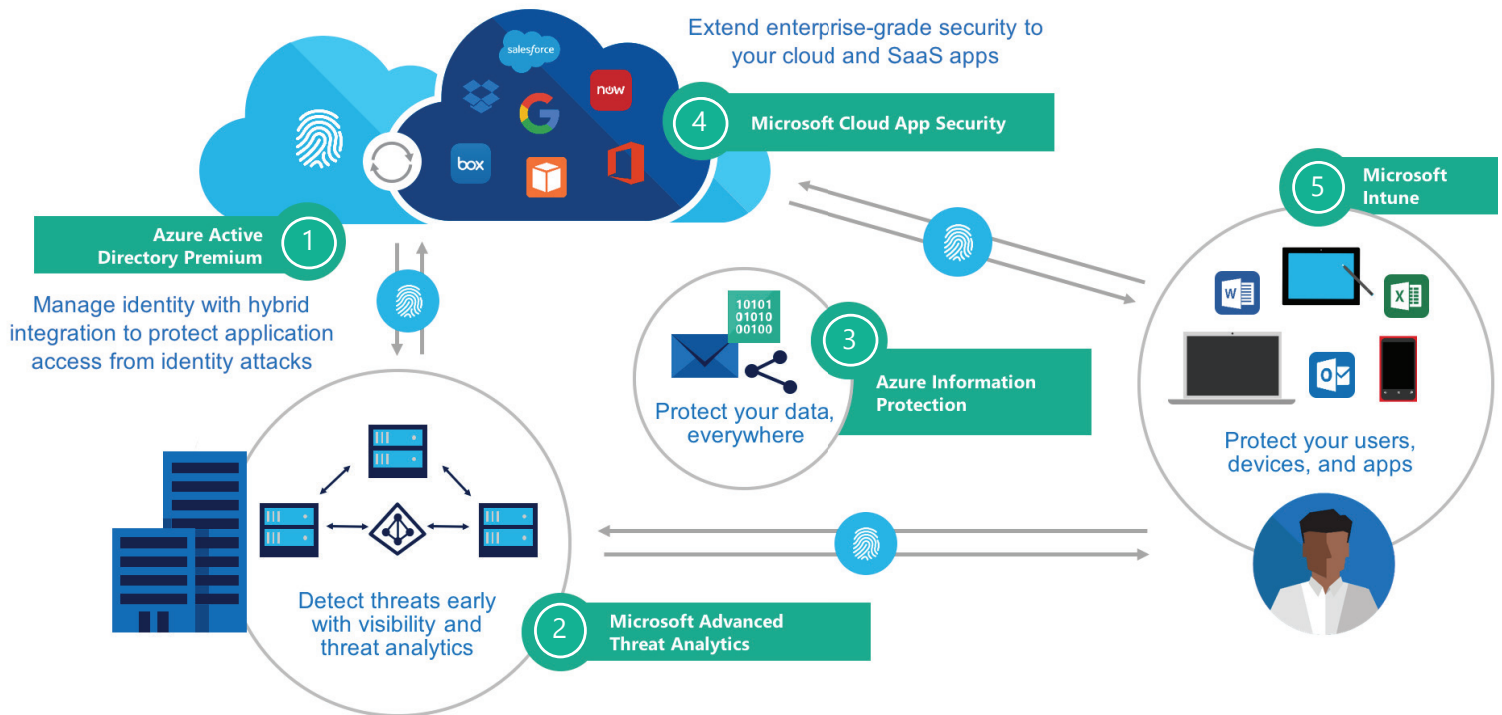 Extend enterprise-grade security to
your cloud and SaaS apps
salesforce
now
G
box
4
Microsoft Cloud App Security
5
Microsoft
Intune
Azure Active
Directory Premium
1
Manage identity with hybrid
integration to protect application
access from identity attacks
W
X
10101
01010
00100
3
Azure Information
Protection
Protect your data,
everywhere
O
Protect your users,
devices, and apps
Detect threats early
with visibility and
threat analytics
2
Microsoft Advanced
Threat Analytics